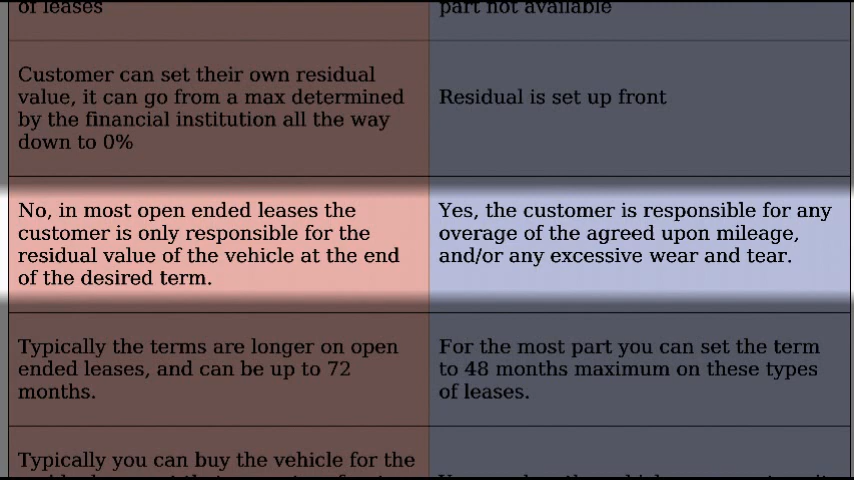 of leases
part not available
Customer can set their own residual
value, it can go from a max determined
by the financial institution all the way
down to 0%
Residual is set up front
No, in most open ended leases the
customer is only responsible for the
residual value of the vehicle at the end
of the desired term.
Yes, the customer is responsible for any
overage of the agreed upon mileage,
and/or any excessive wear and tear.
Typically the terms are longer on open
ended leases, and can be up to 72
months.
For the most part you can set the term
to 48 months maximum on these types
of leases.
Typically you can buy the vehicle for the